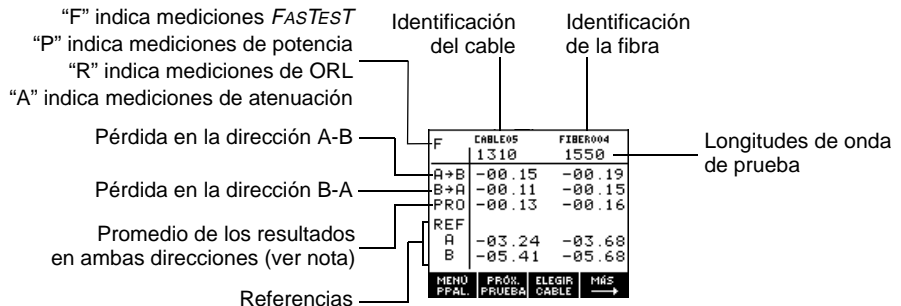 “F” indica mediciones FASTEST
“P” indica mediciones de potencia
“R” indica mediciones de ORL
“A” indica mediciones de atenuación
Identificación
del cable
Identificación
de la fibra
Pérdida en la dirección A-B
Pérdida en la dirección B-A
Promedio de los resultados
en ambas direcciones (ver nota)
Referencias
F CABLE05 FIBER004
1310 1550
A→B -00.15 -00.19
B→A -00.11 -00.15
PRO -00.13 -00.16
REF
A -03.24 -03.68
B -05.41 -05.68
MENÚ PRÓX. ELEGIR MÁS
PPAL. PRUEBA CABLE →
Longitudes de onda
de prueba